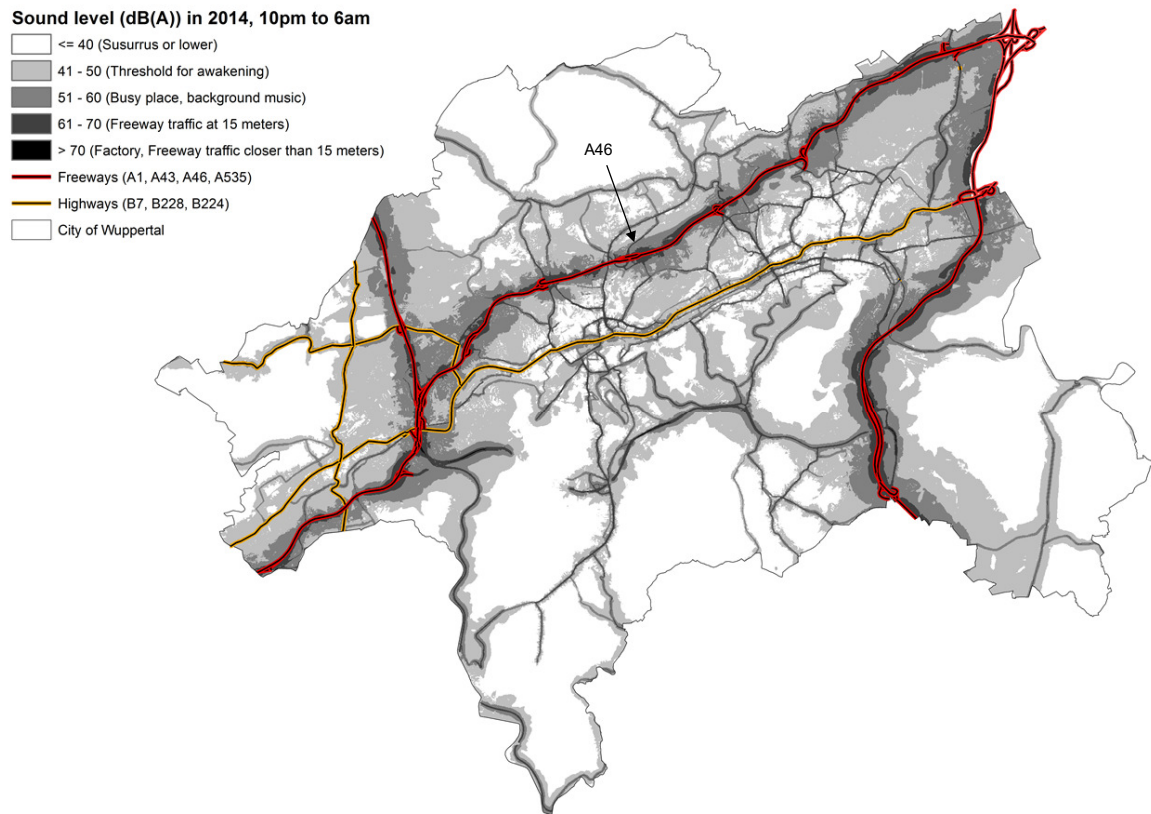 Sound level (dB(A)) in 2014, 10pm to 6am
<= 40 (Susurrus or lower)
41 - 50 (Threshold for awakening)
51 - 60 (Busy place, background music)
61 - 70 (Freeway traffic at 15 meters)
> 70 (Factory, Freeway traffic closer than 15 meters)
Freeways (A1, A43, A46, A535)
Highways (B7, B228, B224)
City of Wuppertal
A46